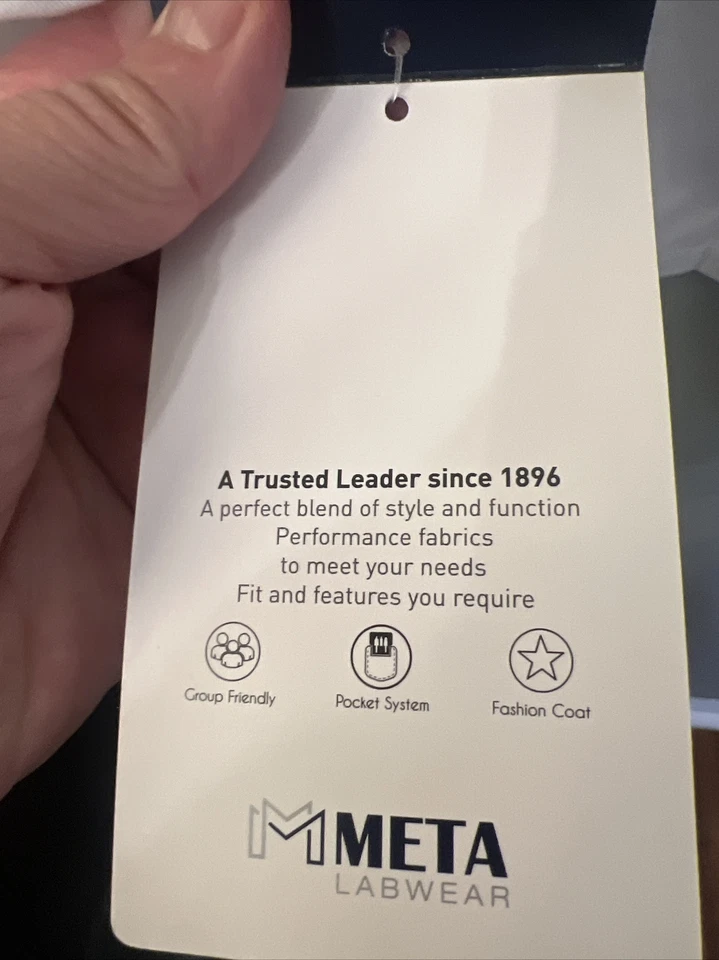 A Trusted Leader since 1896
A perfect blend of style and function
Performance fabrics
to meet your needs
Fit and features you require
Group Friendly
Pocket System
Fashion Coat
META
LABWEAR